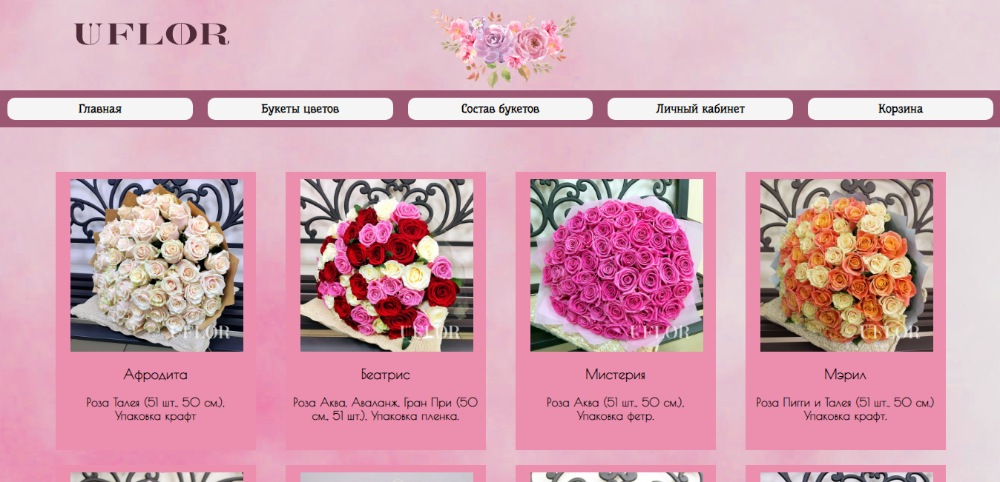 UFLOR
Главная
Букеты цветов
Состав букетов
Личный кабинет
Корзина
UFLOR
UFLOR
UFLOR
UFLOR
Афродита
Беатрис
Мистерия
Мэрил
Роза Талея (51 шт., 50 см.),
Упаковка крафт
Роза Аква, Аваланж, Гран При (50
см., 51 шт.), Упаковка пленка.
Роза Аква (51 шт., 50 см.),
Упаковка фетр.
Роза Пигги и Талея (51 шт., 50 см.)
Упаковка крафт.